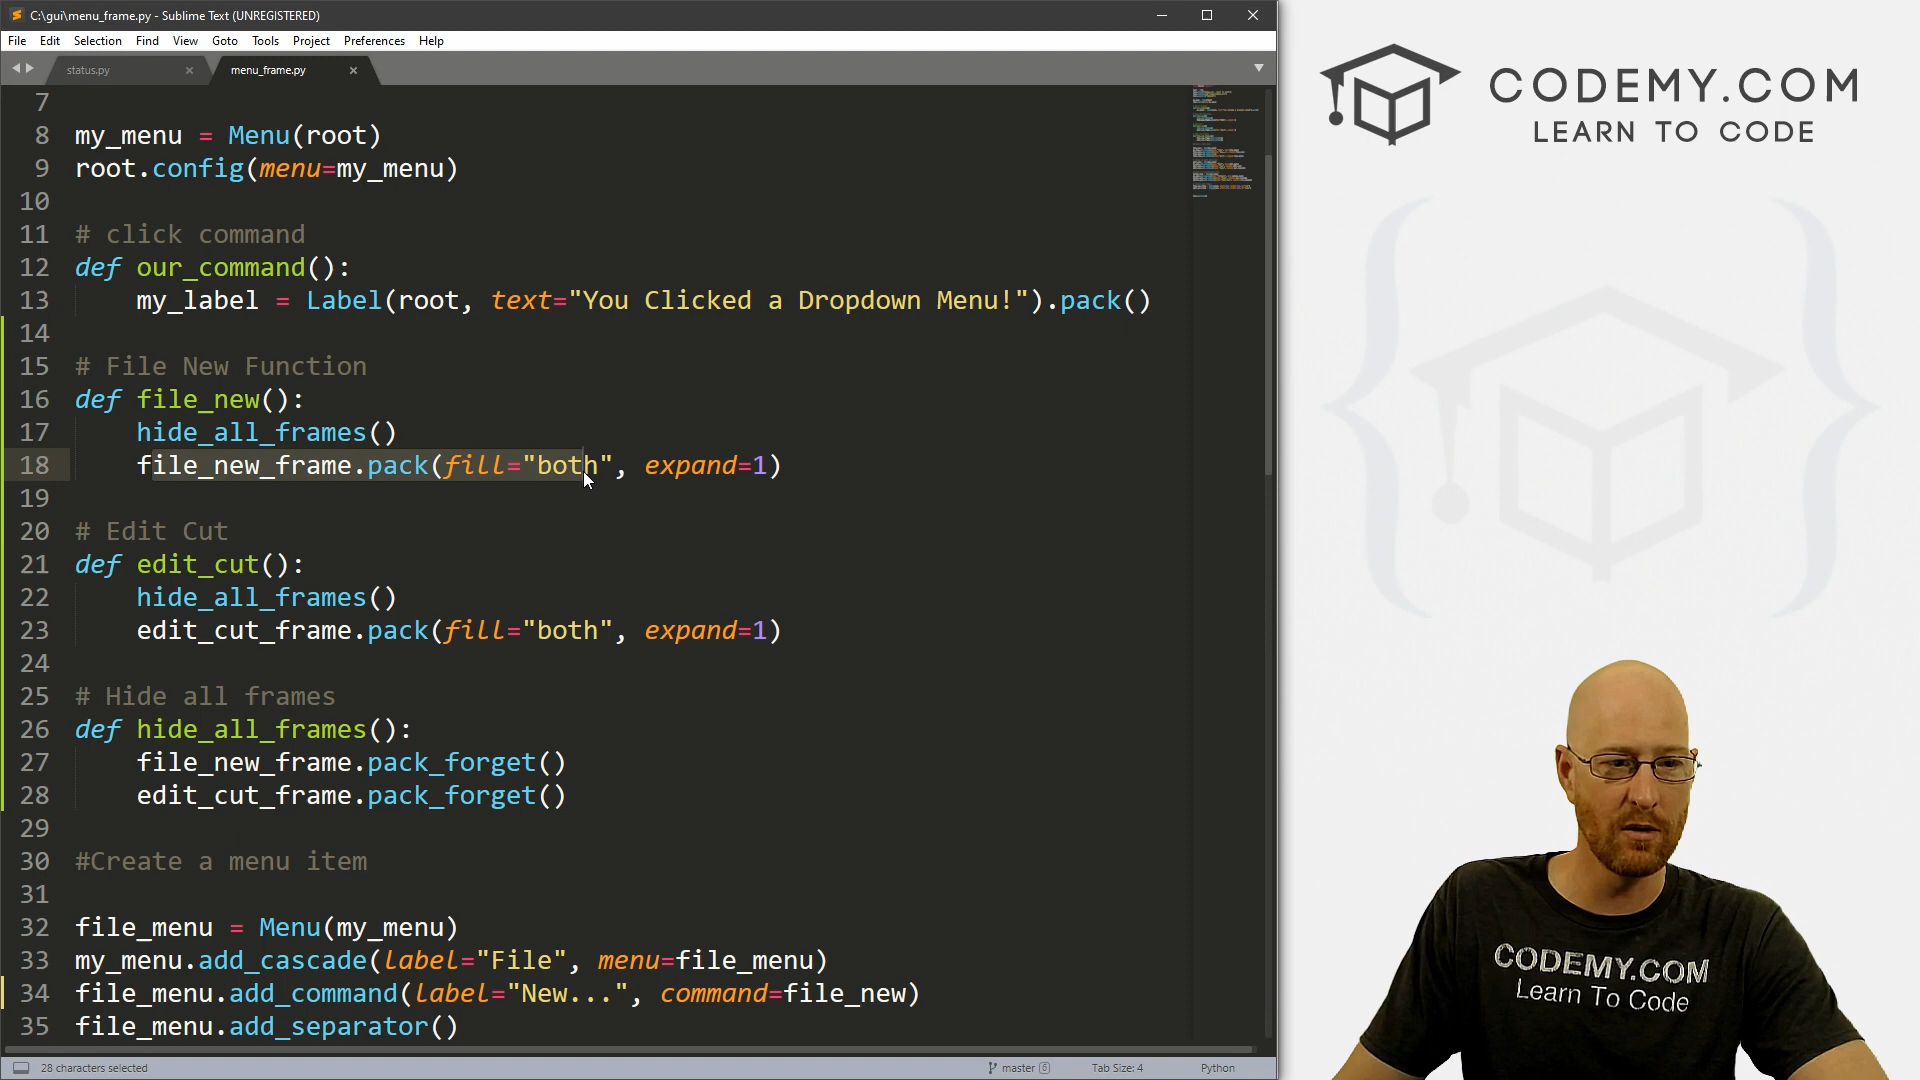 C:\gui\menu_frame.py - Sublime Text (UNREGISTERED)
File Edit Selection Find View Goto Tools Project Preferences Help
status.py menu_frame.py
7
8 my_menu = Menu(root)
9 root.config(menu=my_menu)
10
11 # click command
12 def our_command():
13 my_label = Label(root, text="You Clicked a Dropdown Menu!").pack()
14
15 # File New Function
16 def file_new():
17 hide_all_frames()
18 file_new_frame.pack(fill="both", expand=1)
19
20 # Edit Cut
21 def edit_cut():
22 hide_all_frames()
23 edit_cut_frame.pack(fill="both", expand=1)
24
25 # Hide all frames
26 def hide_all_frames():
27 file_new_frame.pack_forget()
28 edit_cut_frame.pack_forget()
29
30 #Create a menu item
31
32 file_menu = Menu(my_menu)
33 my_menu.add_cascade(label="File", menu=file_menu)
34 file_menu.add_command(label="New...", command=file_new)
35 file_menu.add_separator()
28 characters selected master 6 Tab Size: 4 Python
CODEMY.COM
LEARN TO CODE
CODEMY.COM
Learn To Code